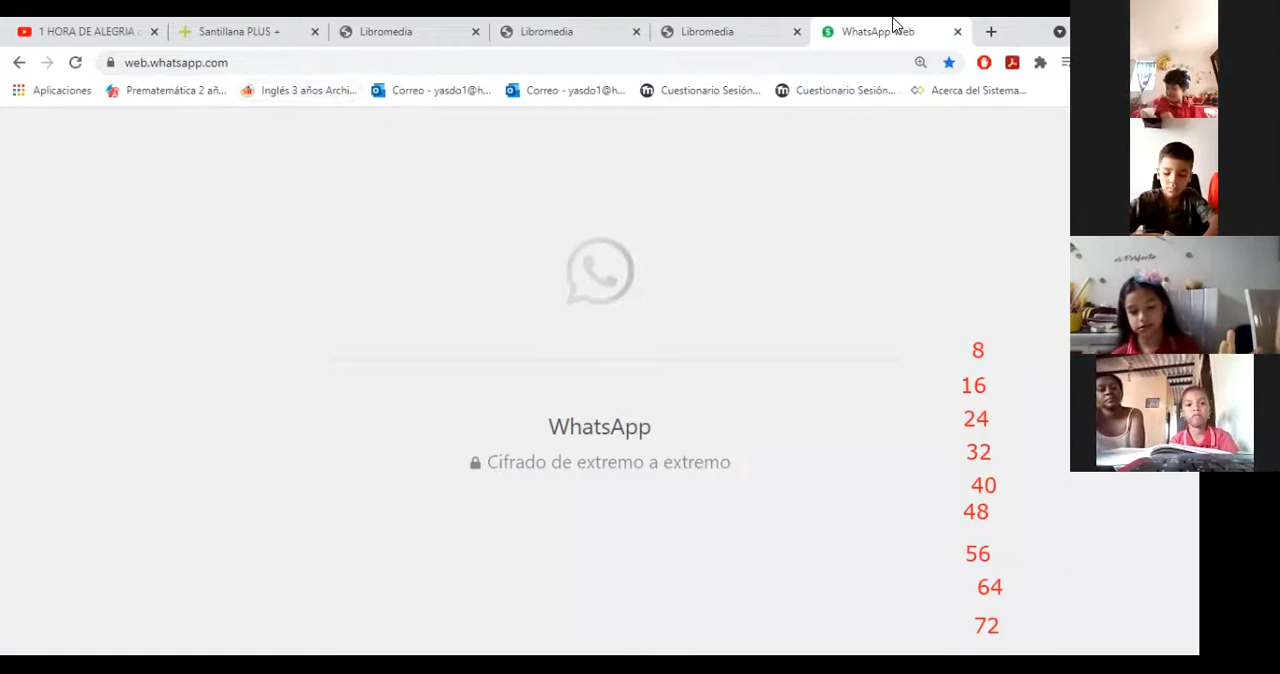 1 HORA DE ALEGRIA
Santillana PLUS +
Libromedia
Libromedia
Libromedia
WhatsApp Web
web.whatsapp.com
Aplicaciones
Prematemática 2 añ...
Inglés 3 años Archi...
Correo - yasdo1@h...
Correo - yasdo1@h...
Cuestionario Sesión...
Cuestionario Sesión...
Acerca del Sistema...
WhatsApp
Cifrado de extremo a extremo
8
16
24
32
40
48
56
64
72